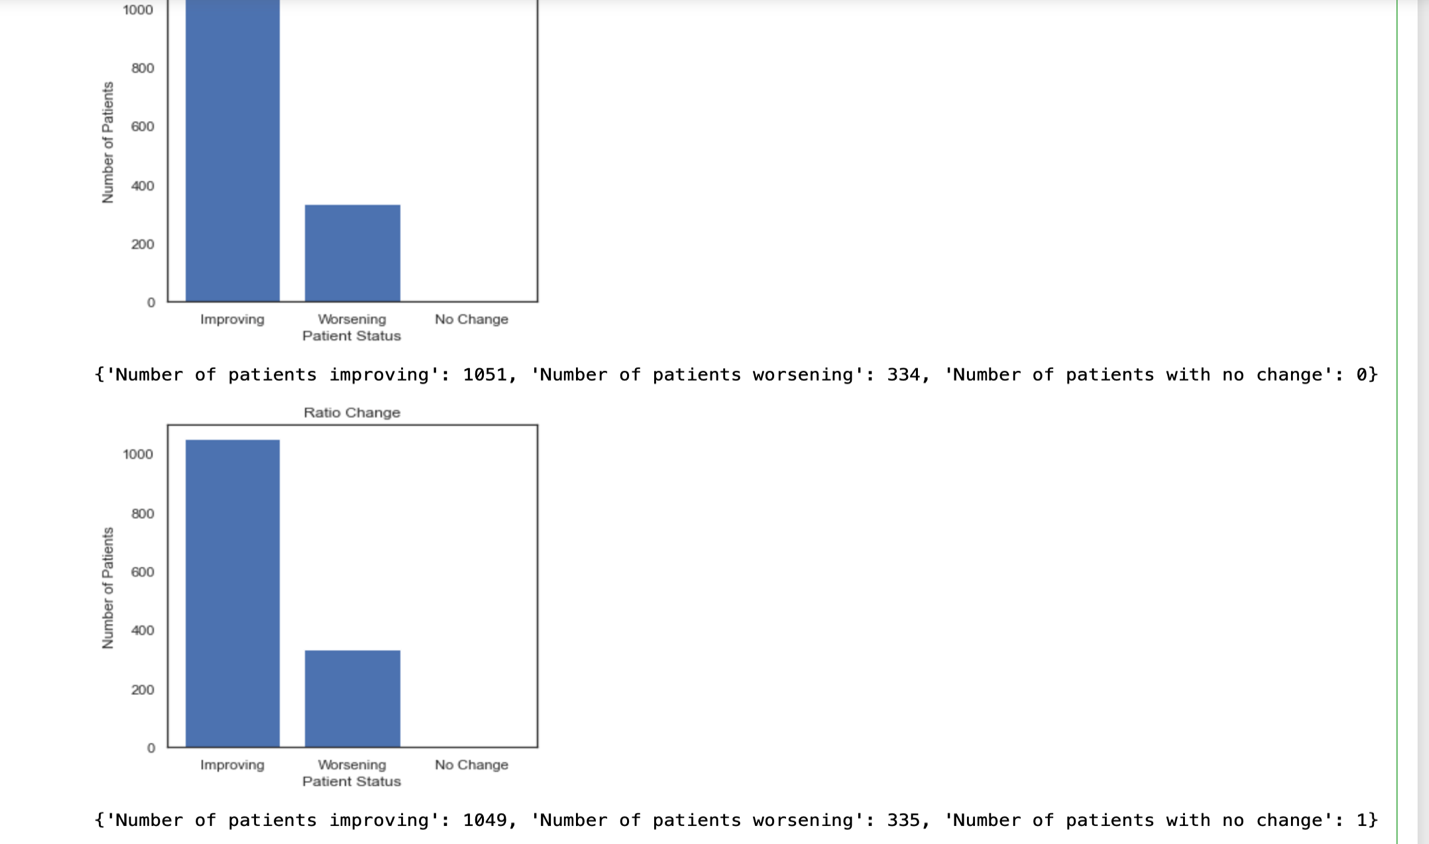 1000
800
600
400
200
0
Number of Patients
Improving Worsening No Change
Patient Status
{'Number of patients improving': 1051, 'Number of patients worsening': 334, 'Number of patients with no change': 0}
Ratio Change
1000
800
600
400
200
0
Number of Patients
Improving Worsening No Change
Patient Status
{'Number of patients improving': 1049, 'Number of patients worsening': 335, 'Number of patients with no change': 1}